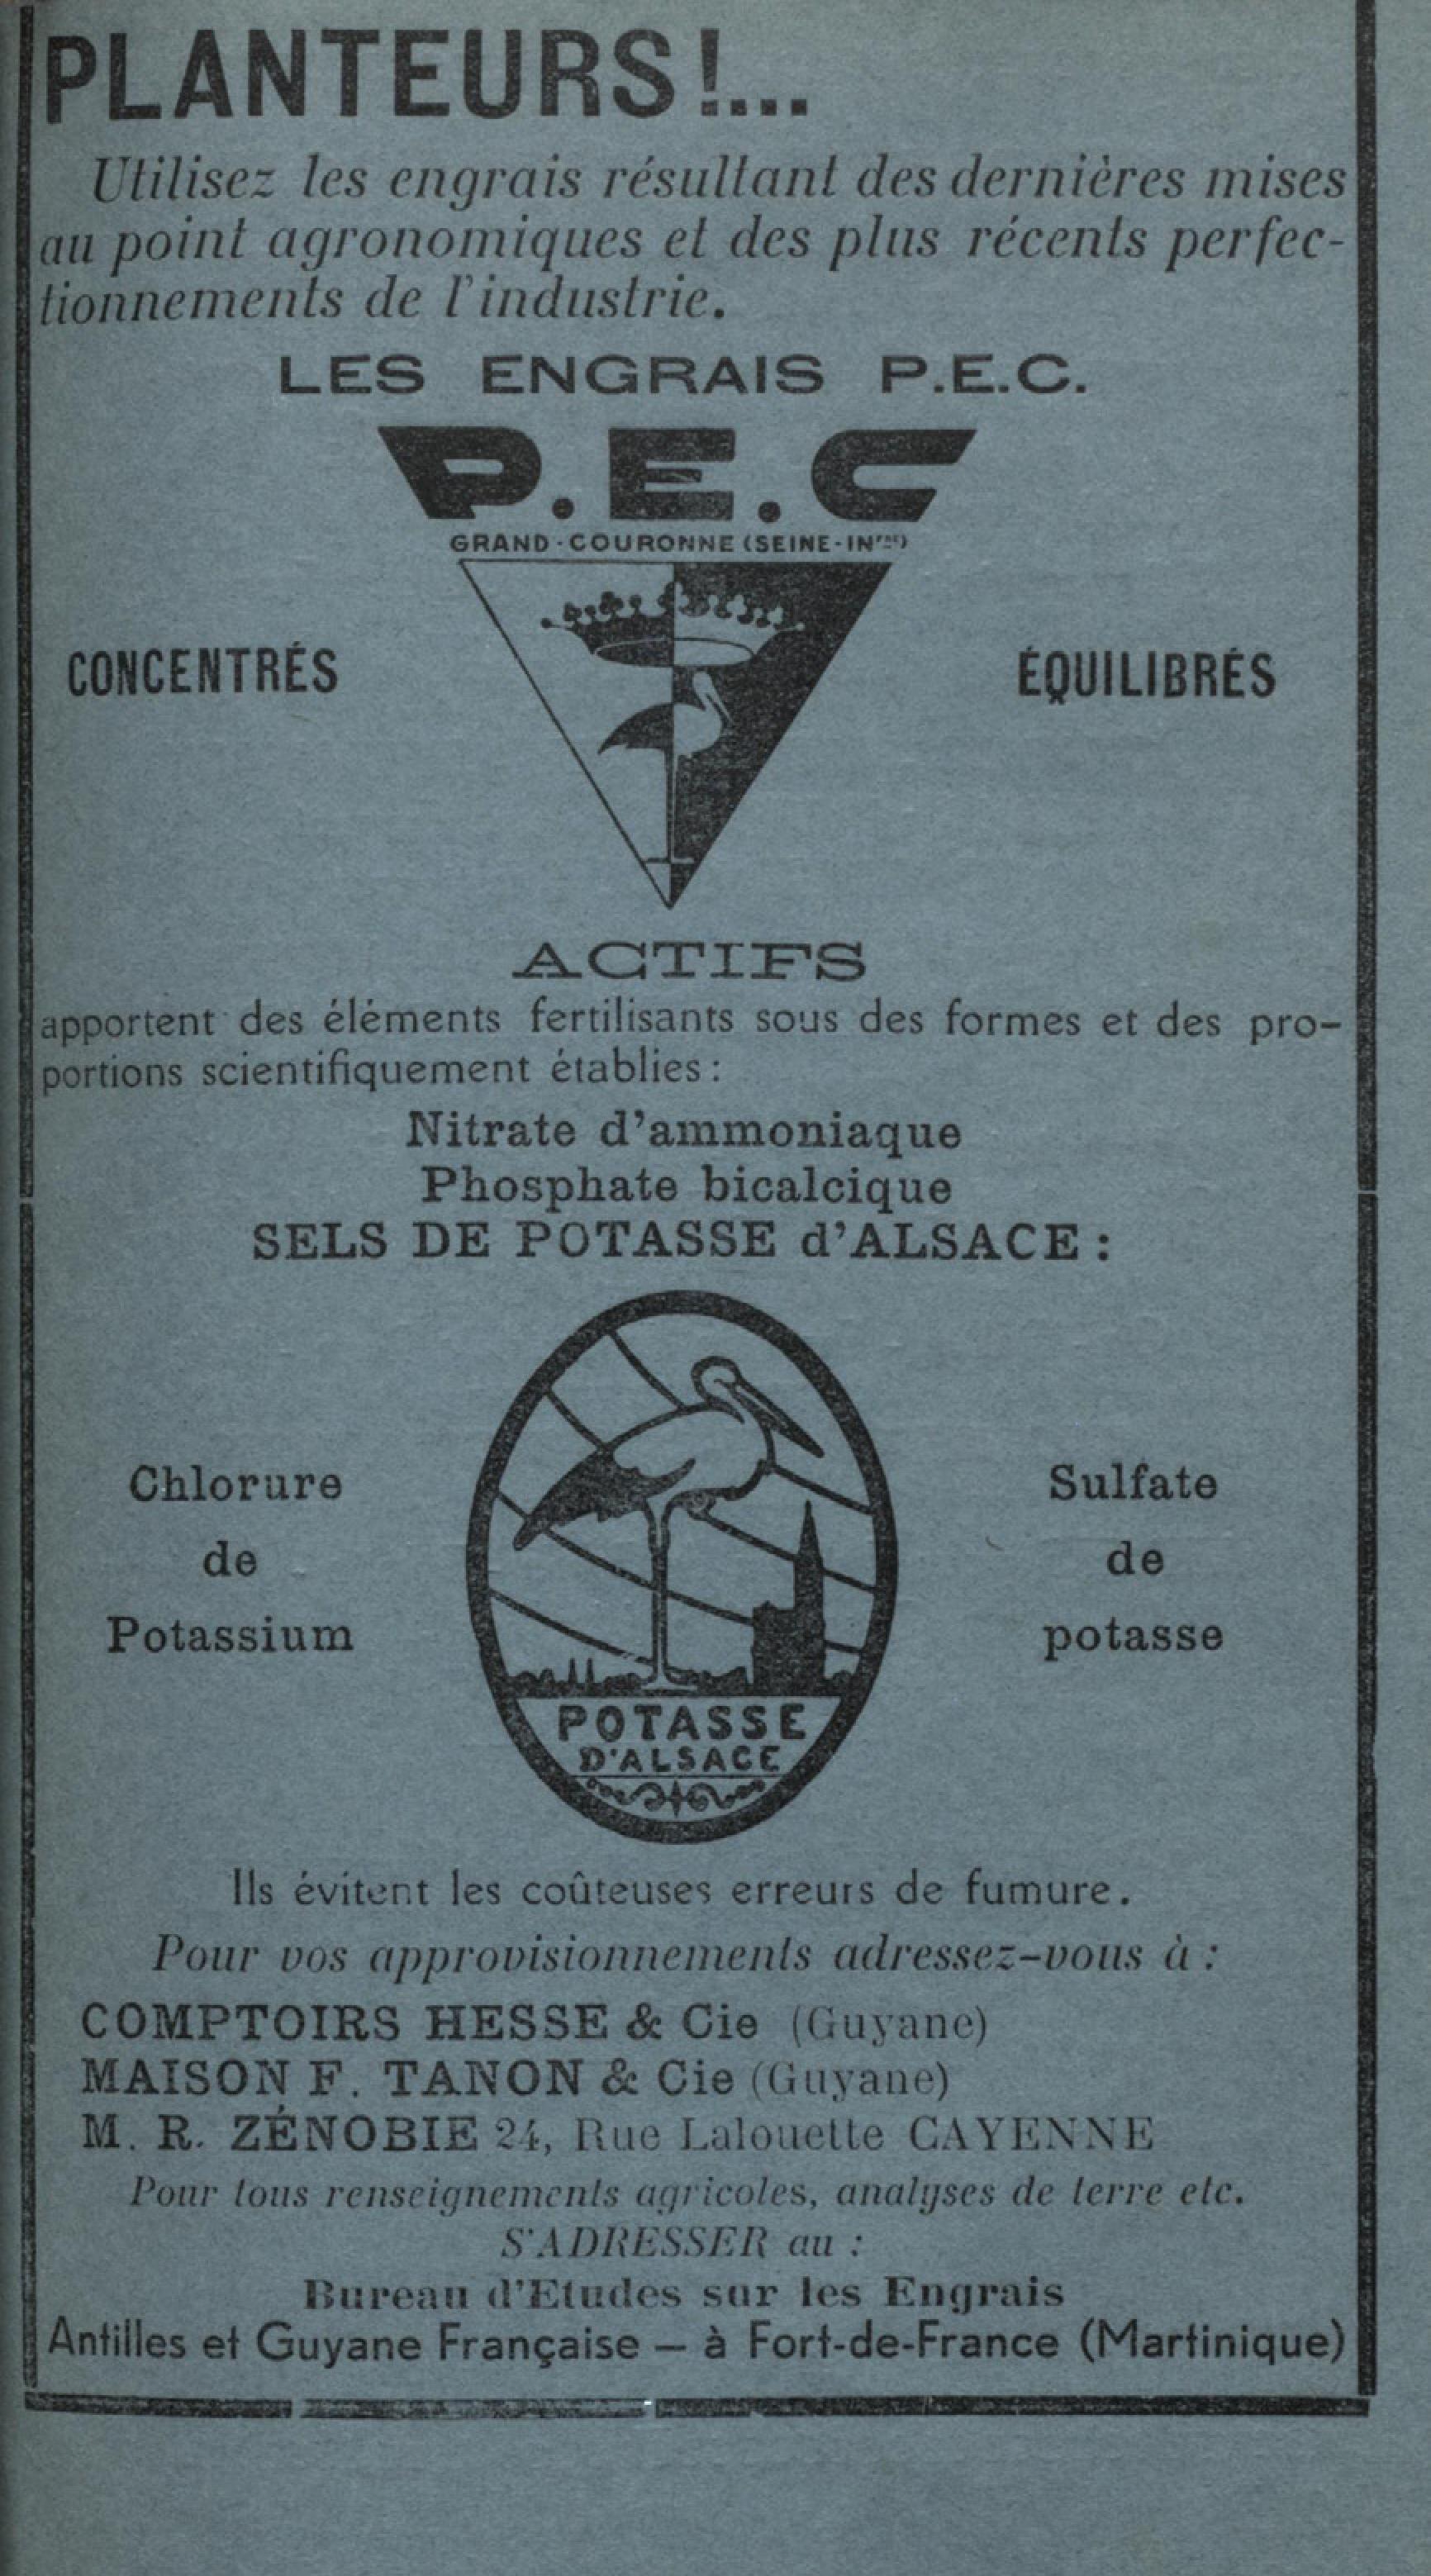 PLANTEURS!...
Utilisez les engrais résultant des dernières mises
au point agronomiques et des plus récents perfec-
tionnements de l'industrie.
LES ENGRAIS P.E.C.
P.E.C
GRAND-COURONNE (SEINE-INʳᵉ)
CONCENTRÉS
ÉQUILIBRÉS
ACTIFS
apportent des éléments fertilisants sous des formes et des pro-
portions scientifiquement établies :
Nitrate d'ammoniaque
Phosphate bicalcique
SELS DE POTASSE d'ALSACE :
Chlorure
de
Potassium
Sulfate
de
potasse
POTASSE
D'ALSACE
Ils évitent les coûteuses erreurs de fumure.
Pour vos approvisionnements adressez-vous à :
COMPTOIRS HESSE & Cie (Guyane)
MAISON F. TANON & Cie (Guyane)
M. R. ZÉNOBIE 24, Rue Lalouette CAYENNE
Pour tous renseignements agricoles, analyses de terre etc.
S'ADRESSER au :
Bureau d'Etudes sur les Engrais
Antilles et Guyane Française — à Fort-de-France (Martinique)